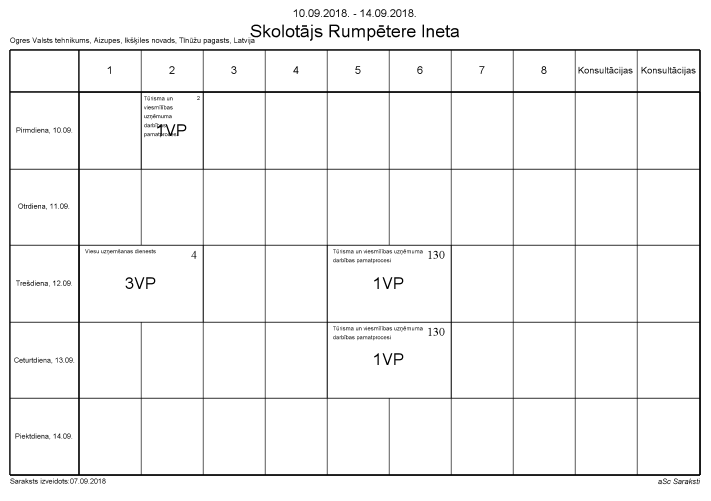 10.09.2018. - 14.09.2018.
Skolotājs Rumpētere Ineta
Ogres Valsts tehnikums, Aizupes, Ikšķiles novads, Tīnūžu pagasts, Latvija
1 2 3 4 5 6 7 8 Konsultācijas Konsultācijas
Pirmdiena, 10.09.
Tūrisma un 2
viesmīlības
uzņēmuma
darbības
pamatprocesi
1VP
Otrdiena, 11.09.
Trešdiena, 12.09.
Viesu uzņemšanas dienests 4
3VP
Tūrisma un viesmīlības uzņēmuma 130
darbības pamatprocesi
1VP
Ceturtdiena, 13.09.
Tūrisma un viesmīlības uzņēmuma 130
darbības pamatprocesi
1VP
Piektdiena, 14.09.
Saraksts izveidots:07.09.2018
aSc Saraksti